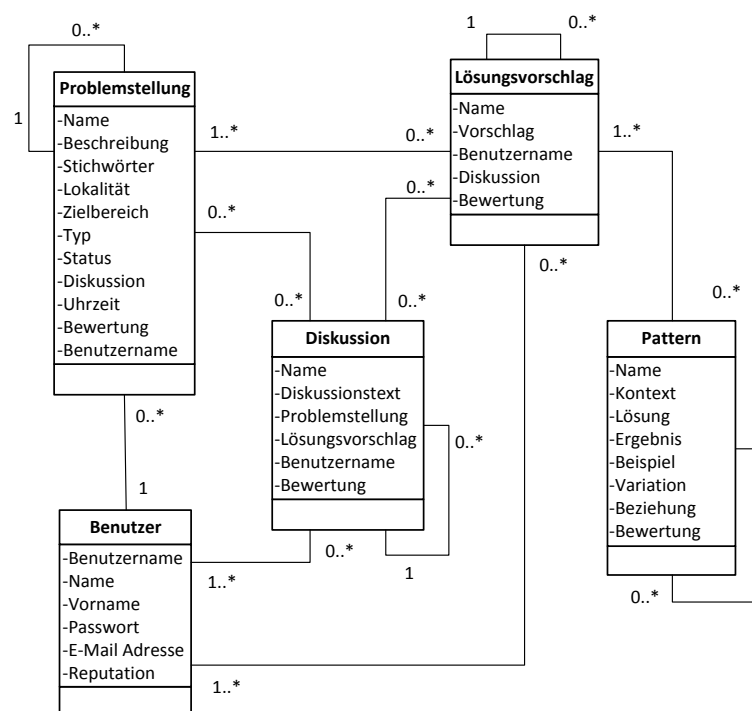 0..*
1
Problemstellung
-Name
-Beschreibung
-Stichwörter
-Lokalität
-Zielbereich
-Typ
-Status
-Diskussion
-Uhrzeit
-Bewertung
-Benutzername
1
0..*
Lösungsvorschlag
-Name
-Vorschlag
-Benutzername
-Diskussion
-Bewertung
1..*
0..*
1..*
0..*
0..*
0..*
0..*
0..*
0..*
Diskussion
-Name
-Diskussionstext
-Problemstellung
-Lösungsvorschlag
-Benutzername
-Bewertung
0..*
1
0..*
1..*
Pattern
-Name
-Kontext
-Lösung
-Ergebnis
-Beispiel
-Variation
-Beziehung
-Bewertung
0..*
0..*
1
Benutzer
-Benutzername
-Name
-Vorname
-Passwort
-E-Mail Adresse
-Reputation
1..*